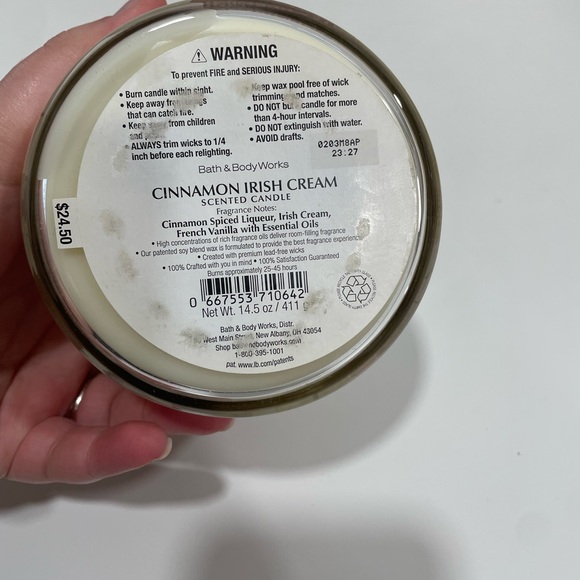 WARNING
To prevent FIRE and SERIOUS INJURY:
• Burn candle within sight.
• Keep away from
that can catch fire.
• Keep away from children
and
• ALWAYS trim wicks to 1/4
inch before each relighting.
• Keep wax pool free of wick
trimmings and matches.
• DO NOT burn candle for more
than 4-hour intervals.
• DO NOT extinguish with water.
• AVOID drafts.
0203M8AP
23:27
Bath & Body Works
CINNAMON IRISH CREAM
SCENTED CANDLE
Fragrance Notes:
Cinnamon Spiced Liqueur, Irish Cream,
French Vanilla with Essential Oils
• High concentrations of rich fragrance oils deliver room-filling fragrance
• Our patented soy blend wax is formulated to provide the best fragrance experience
• Created with premium lead-free wicks
• 100% Crafted with you in mind • 100% Satisfaction Guaranteed
Burns approximately 25-45 hours
0 667553 710642
Net Wt. 14.5 oz / 411 g
Bath & Body Works, Distr.
West Main Street, New Albany, OH 43054
Shop bathandbodyworks.com
1-800-395-1001
pat. www.lb.com/patents
$24.50